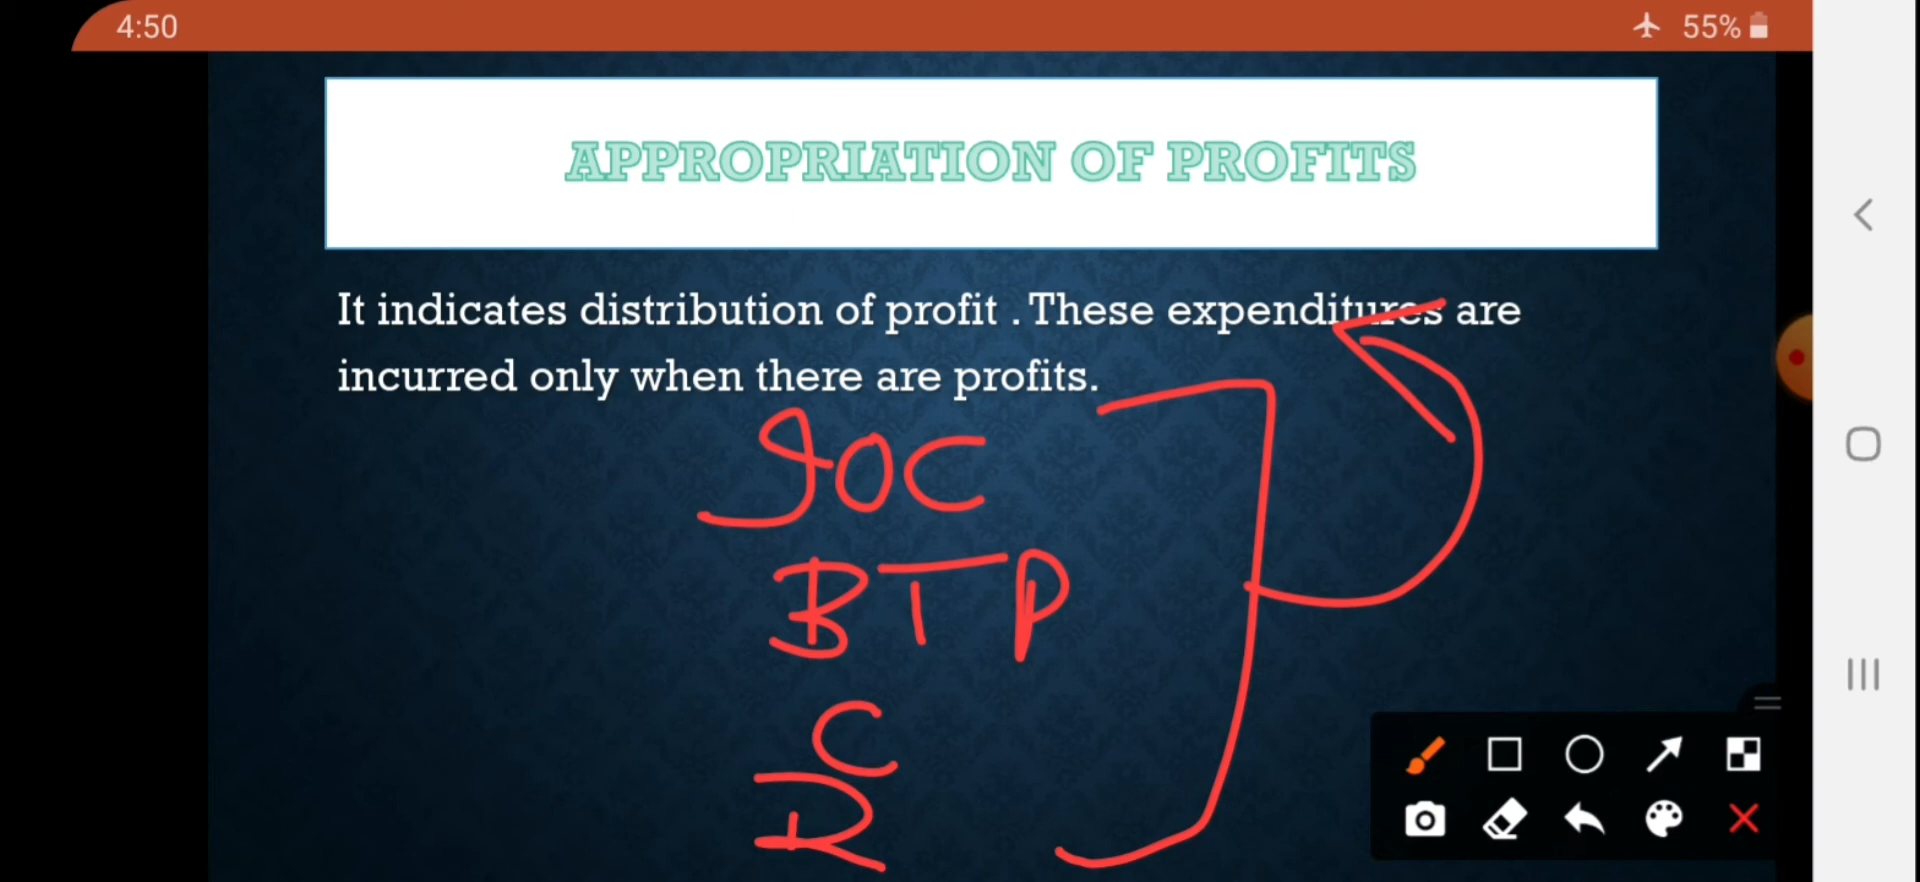 4:50 55%
APPROPRIATION OF PROFITS
It indicates distribution of profit . These expenditures are
incurred only when there are profits.
IOC
BTP
C
R